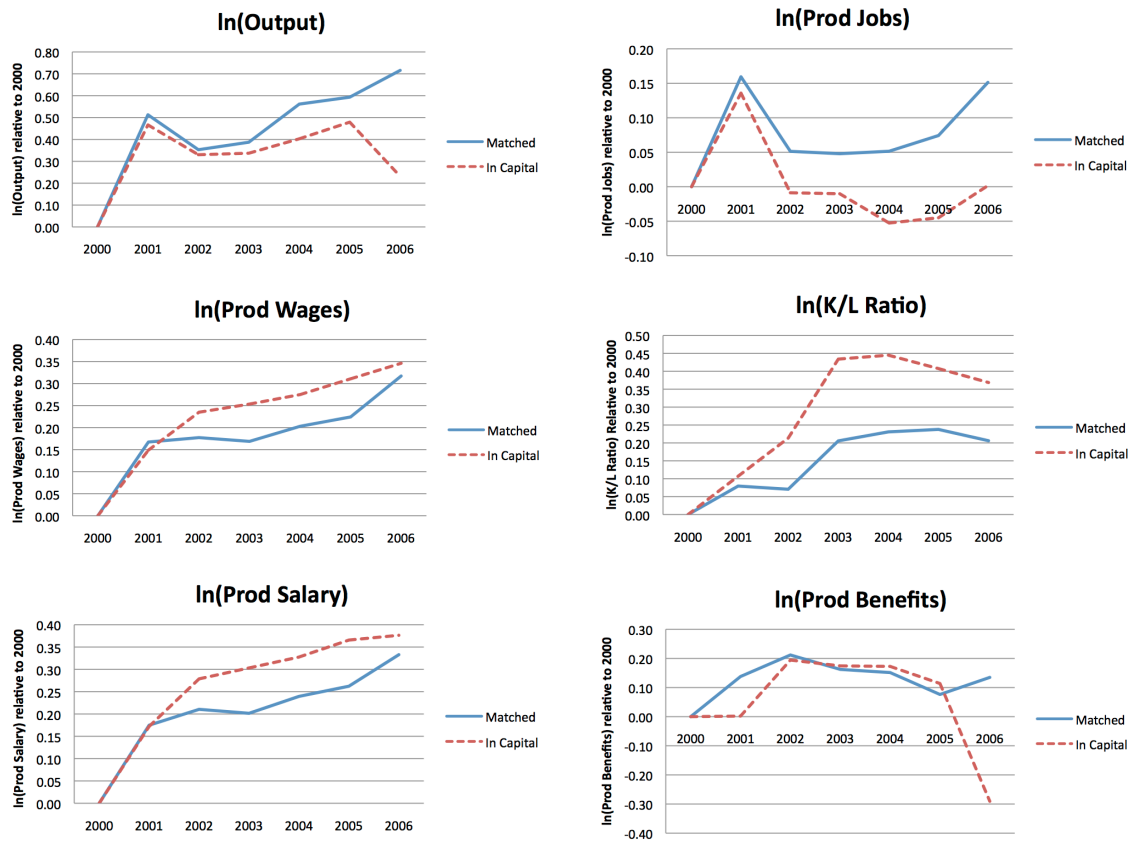 ln(Output)
ln(Output) relative to 2000
0.80
0.70
0.60
0.50
0.40
0.30
0.20
0.10
0.00
2000 2001 2002 2003 2004 2005 2006
Matched
In Capital
ln(Prod Jobs)
ln(Prod Jobs) relative to 2000
0.20
0.15
0.10
0.05
0.00
-0.05
-0.10
2000 2001 2002 2003 2004 2005 2006
Matched
In Capital
ln(Prod Wages)
ln(Prod Wages) relative to 2000
0.40
0.35
0.30
0.25
0.20
0.15
0.10
0.05
0.00
2000 2001 2002 2003 2004 2005 2006
Matched
In Capital
ln(K/L Ratio)
ln(K/L Ratio) Relative to 2000
0.50
0.45
0.40
0.35
0.30
0.25
0.20
0.15
0.10
0.05
0.00
2000 2001 2002 2003 2004 2005 2006
Matched
In Capital
ln(Prod Salary)
ln(Prod Salary) relative to 2000
0.40
0.35
0.30
0.25
0.20
0.15
0.10
0.05
0.00
2000 2001 2002 2003 2004 2005 2006
Matched
In Capital
ln(Prod Benefits)
ln(Prod Benefits) relative to 2000
0.30
0.20
0.10
0.00
-0.10
-0.20
-0.30
-0.40
2000 2001 2002 2003 2004 2005 2006
Matched
In Capital